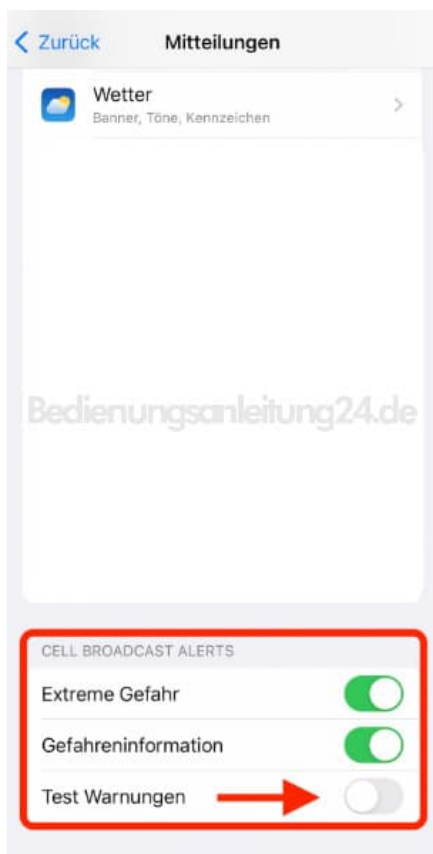 Zurück Mitteilungen
Wetter
Banner, Töne, Kennzeichen
Bedienungsanleitung24.de
CELL BROADCAST ALERTS
Extreme Gefahr
Gefahreninformation
Test Warnungen